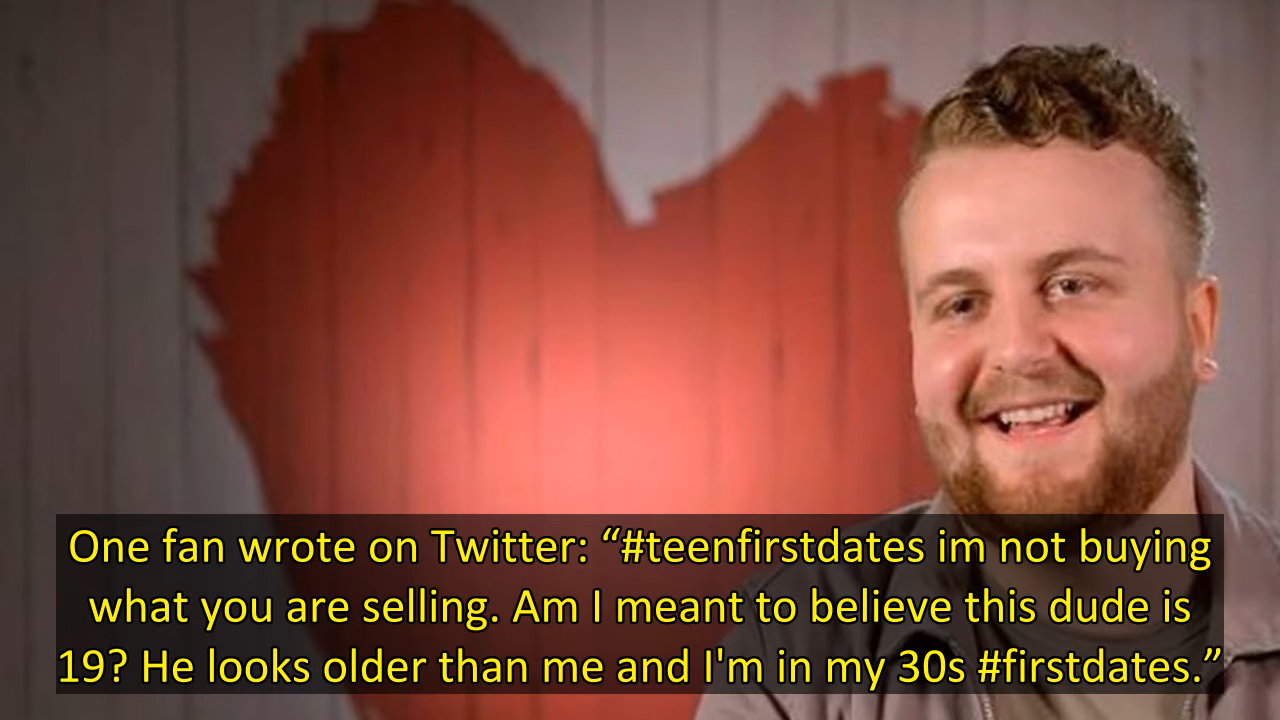 One fan wrote on Twitter: “#teenfirstdates im not buying
what you are selling. Am I meant to believe this dude is
19? He looks older than me and I'm in my 30s #firstdates.”